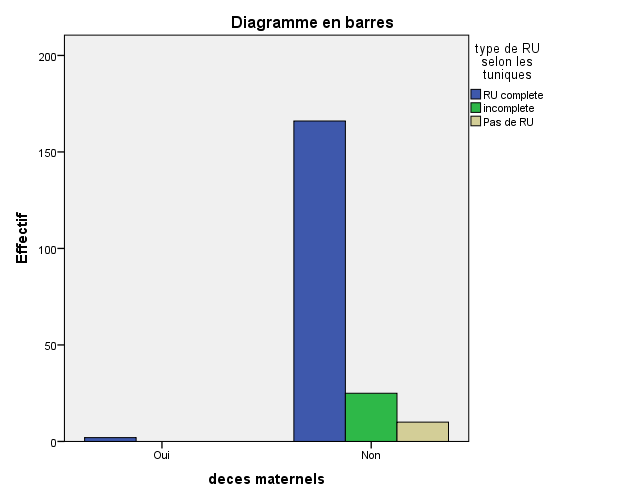 Diagramme en barres
type de RU
selon les
tuniques
RU complete
incomplete
Pas de RU
Effectif
200
150
100
50
0
Oui
Non
deces maternels